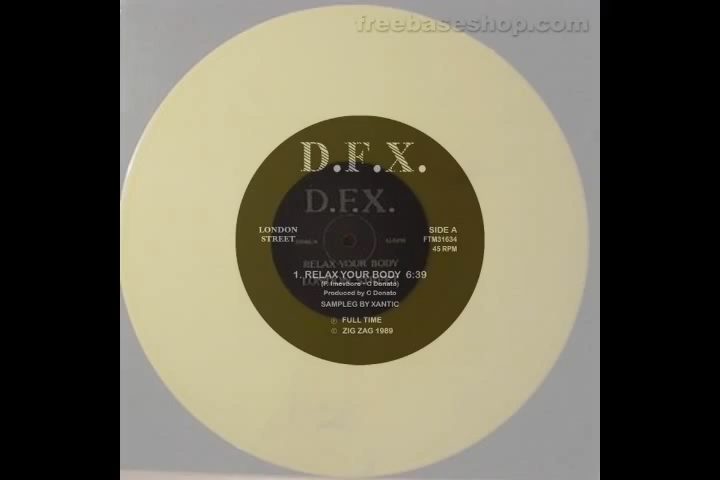 freebaseshop.com
D.F.X.
D.F.X.
LONDON
STREET
SIDE A
FTM31634
45 RPM
RELAX YOUR BODY
1. RELAX YOUR BODY 6:39
Produced by C Donato
SAMPLEG BY XANTIC
℗ FULL TIME
© ZIG ZAG 1989